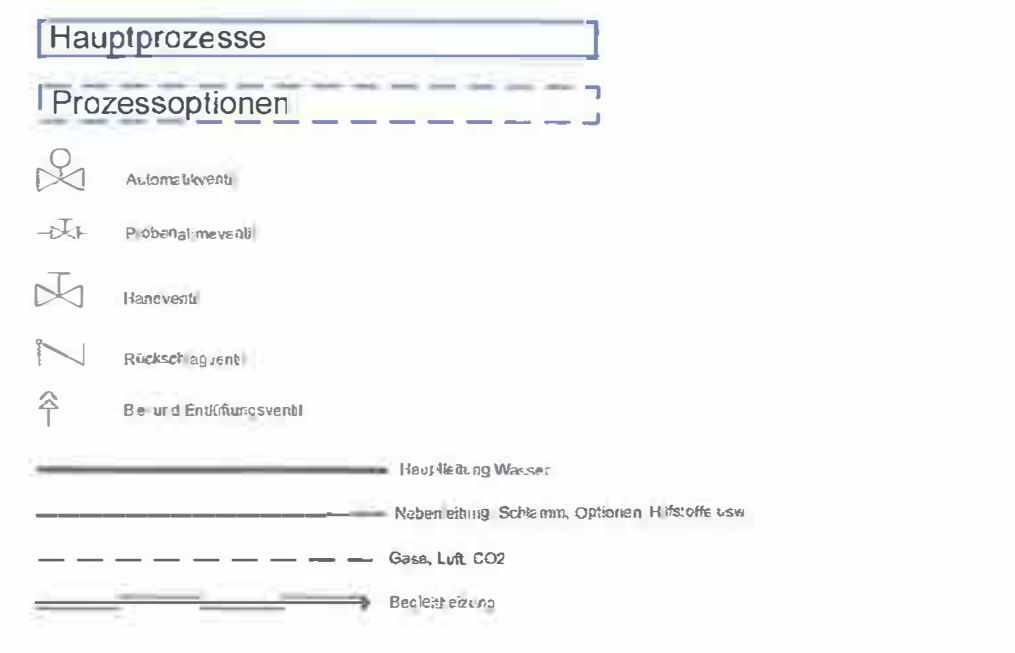 Hauptprozesse
Prozessoptionen
Automatikventil
Probenahmeventil
Handventil
Rückschlagventil
Be- und Entlüftungsventil
Hauptleitung Wasser
Nebenleitung Schlamm, Optionen Hilfstoffe usw
Gase, Luft CO2
Begleitheizung